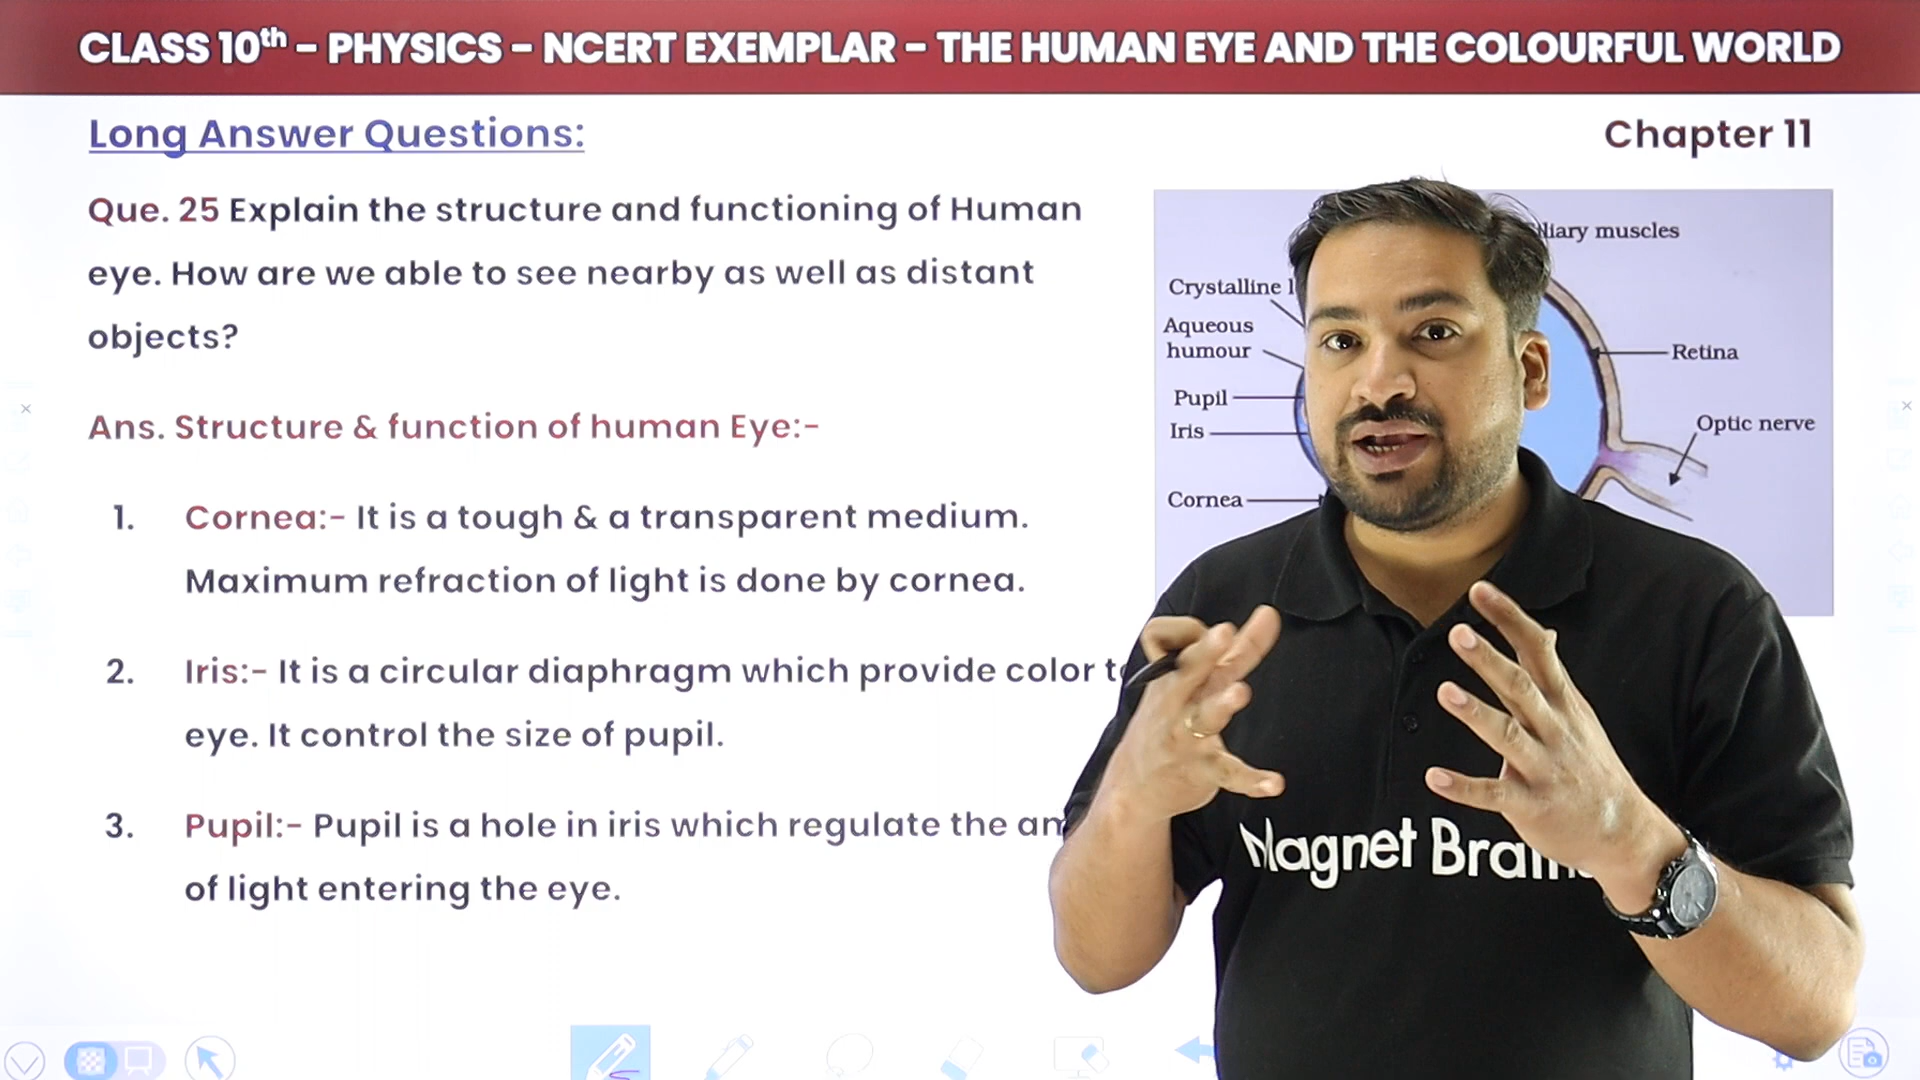 CLASS 10th – PHYSICS – NCERT EXEMPLAR – THE HUMAN EYE AND THE COLOURFUL WORLD
Long Answer Questions:
Chapter 11
Que. 25 Explain the structure and functioning of Human
eye. How are we able to see nearby as well as distant
objects?
Ans. Structure & function of human Eye:-
1. Cornea:- It is a tough & a transparent medium.
Maximum refraction of light is done by cornea.
2. Iris:- It is a circular diaphragm which provide color
eye. It control the size of pupil.
3. Pupil:- Pupil is a hole in iris which regulate the
of light entering the eye.
muscles
Crystalline
Aqueous
humour
Pupil
Iris
Cornea
Retina
Optic nerve
Magnet